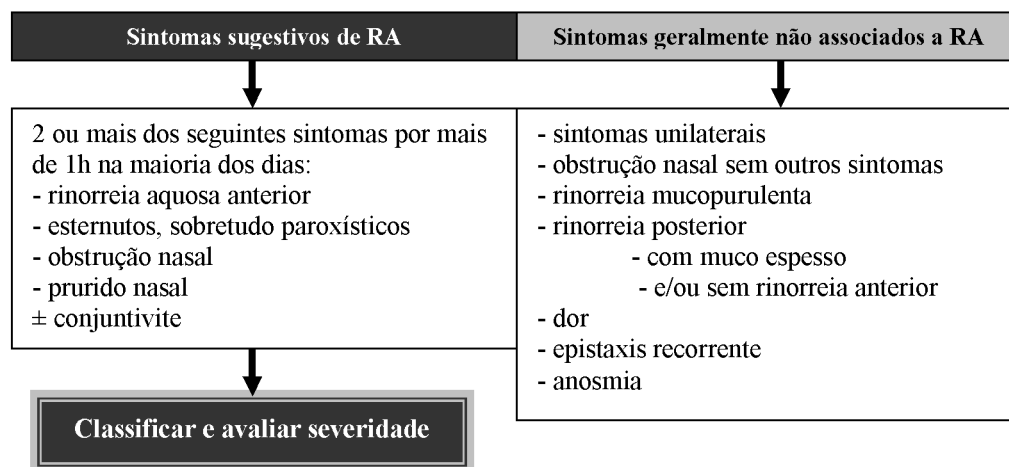 Sintomas sugestivos de RA
2 ou mais dos seguintes sintomas por mais
de 1h na maioria dos dias:
- rinorreia aquosa anterior
- esternutos, sobretudo paroxísticos
- obstrução nasal
- prurido nasal
± conjuntivite
Classificar e avaliar severidade
Sintomas geralmente não associados a RA
- sintomas unilaterais
- obstrução nasal sem outros sintomas
- rinorreia mucopurulenta
- rinorreia posterior
- com muco espesso
- e/ou sem rinorreia anterior
- dor
- epistaxis recorrente
- anosmia